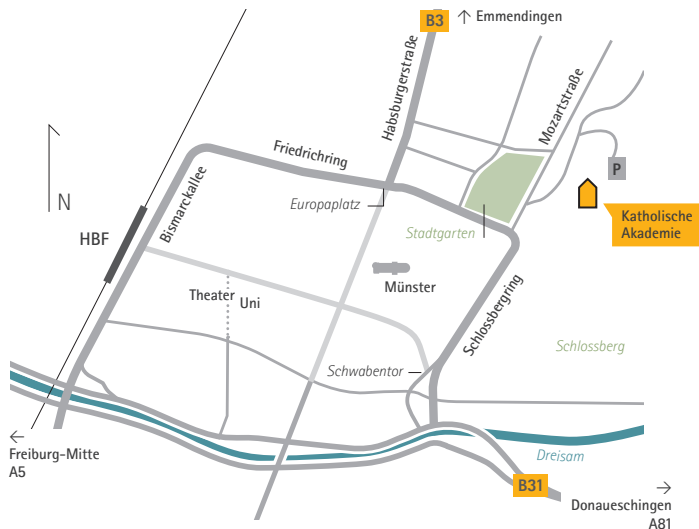 B3
Emmendingen
Habsburgerstraße
Mozartstraße
Friedrichring
P
N
Europaplatz
Bismarckallee
Katholische
Akademie
Stadtgarten
HBF
Münster
Theater
Uni
Schlossbergring
Schlossberg
Schwabentor
Freiburg-Mitte
A5
Dreisam
B31
Donaueschingen
A81